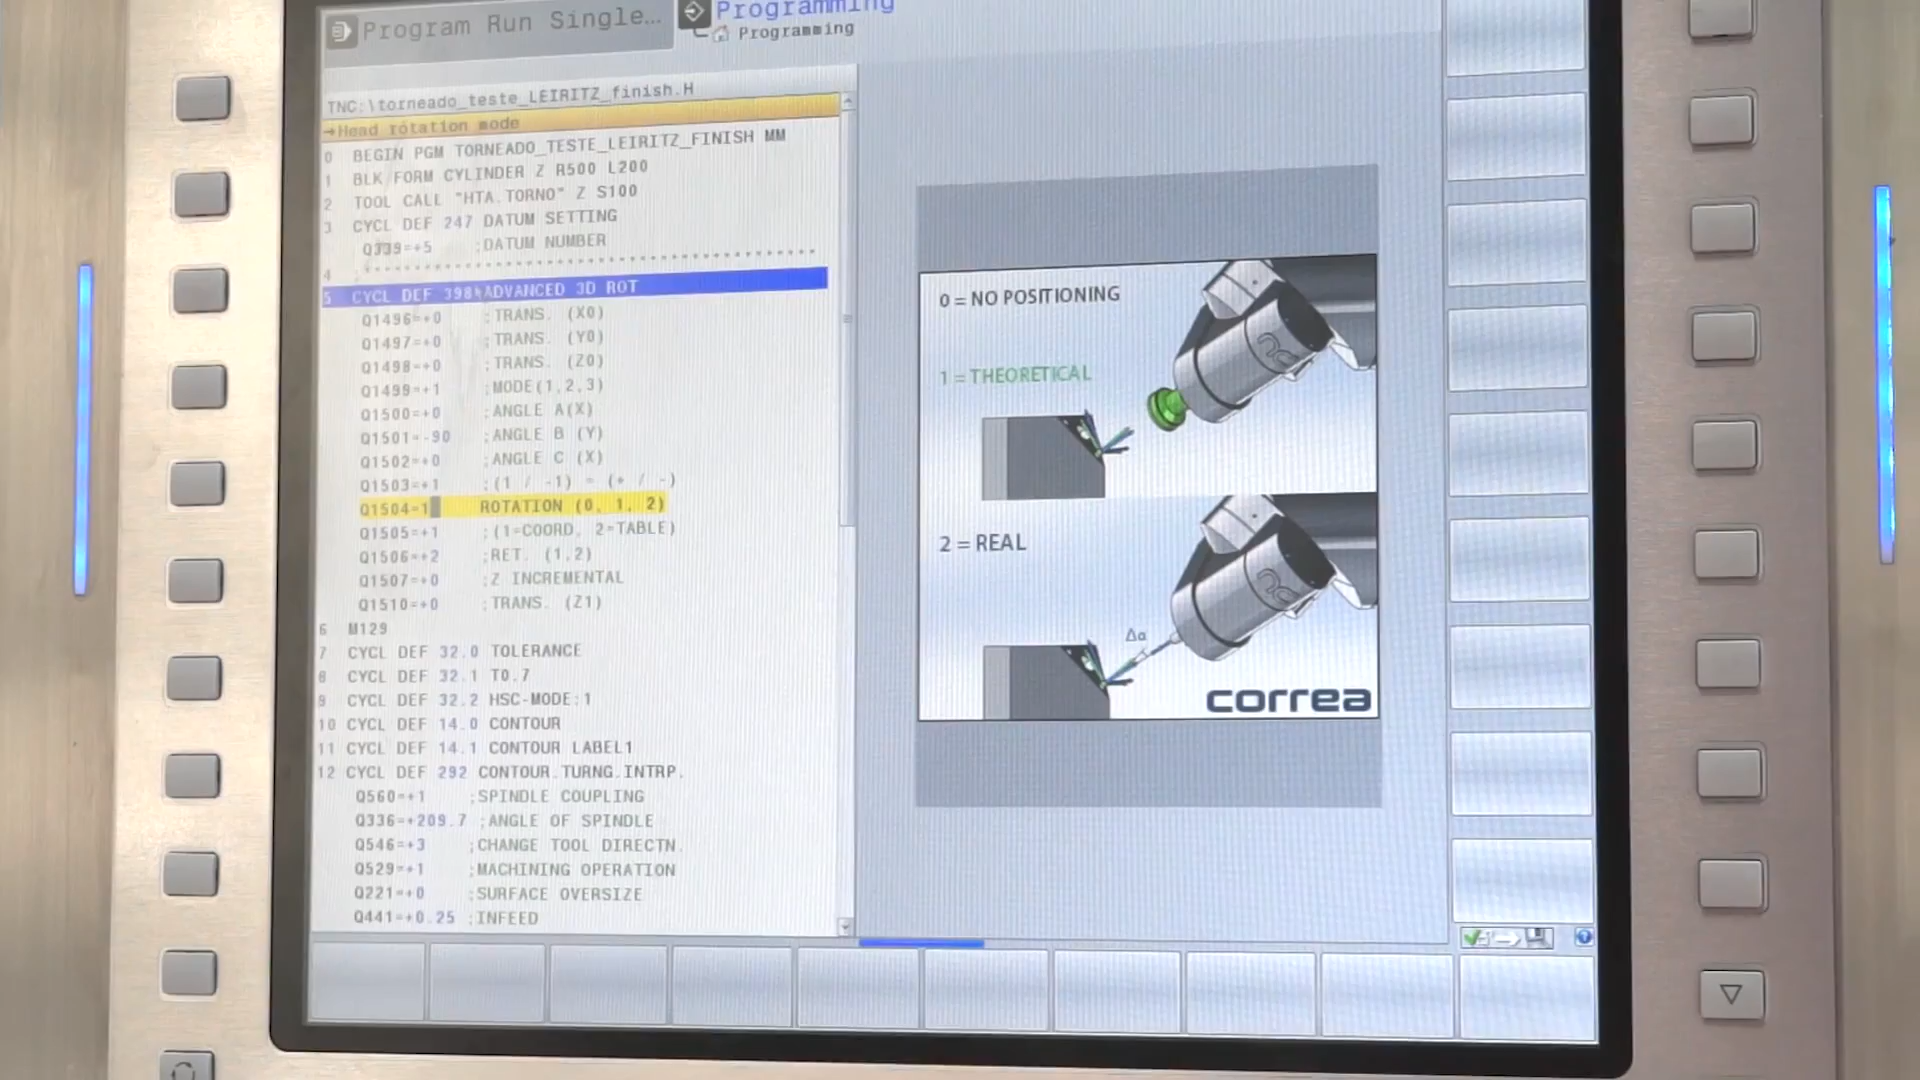 Program Run Single...
Programming
Programming
TNC:\torneado_teste_LEIRITZ_finish.H
→Head rotation mode
0 BEGIN PGM TORNEADO_TESTE_LEIRITZ_FINISH MM
1 BLK FORM CYLINDER Z R500 L200
2 TOOL CALL "HTA.TORNO" Z S100
3 CYCL DEF 247 DATUM SETTING
Q339=+5 ;DATUM NUMBER
4 ;
5 CYCL DEF 398 ADVANCED 3D ROT
Q1496=+0 ;TRANS. (X0)
Q1497=+0 ;TRANS. (Y0)
Q1498=+0 ;TRANS. (Z0)
Q1499=+1 ;MODE(1,2,3)
Q1500=+0 ;ANGLE A(X)
Q1501=-90 ;ANGLE B (Y)
Q1502=+0 ;ANGLE C (X)
Q1503=+1 ;(1 / -1) = (+ / -)
Q1504=1 ROTATION (0, 1, 2)
Q1505=+1 ;(1=COORD, 2=TABLE)
Q1506=+2 ;RET. (1,2)
Q1507=+0 ;Z INCREMENTAL
Q1510=+0 ;TRANS. (Z1)
6 M129
7 CYCL DEF 32.0 TOLERANCE
8 CYCL DEF 32.1 T0.7
9 CYCL DEF 32.2 HSC-MODE:1
10 CYCL DEF 14.0 CONTOUR
11 CYCL DEF 14.1 CONTOUR LABEL1
12 CYCL DEF 292 CONTOUR.TURNG.INTRP.
Q560=+1 ;SPINDLE COUPLING
Q336=+209.7 ;ANGLE OF SPINDLE
Q546=+3 ;CHANGE TOOL DIRECTN.
Q529=+1 ;MACHINING OPERATION
Q221=+0 ;SURFACE OVERSIZE
Q441=+0.25 ;INFEED
0 = NO POSITIONING
1 = THEORETICAL
2 = REAL
Δα
correa